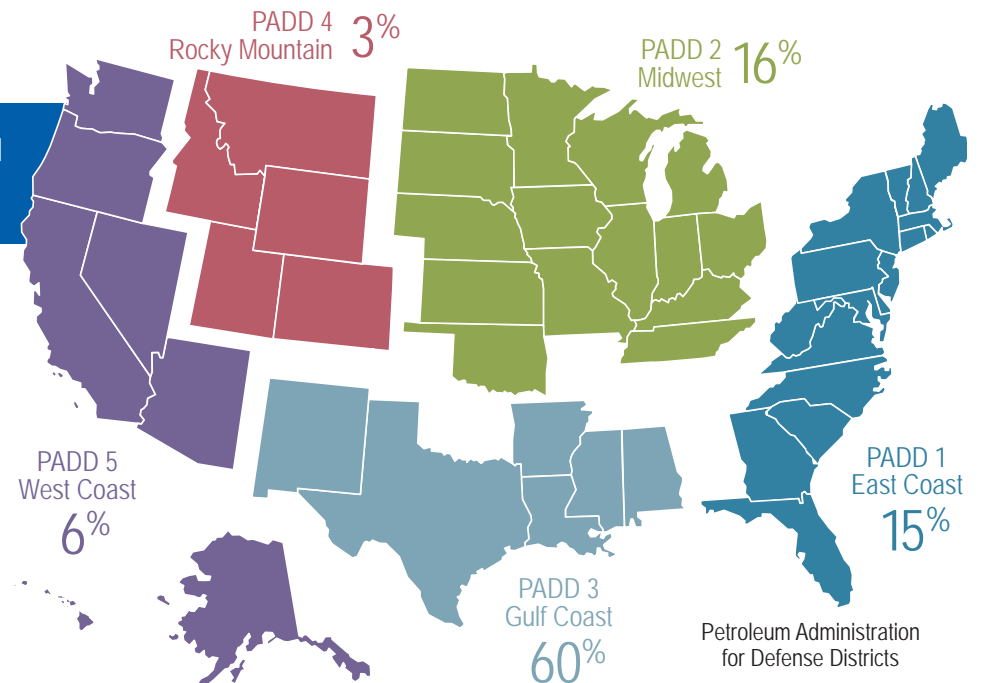 PADD 4
Rocky Mountain
3%
PADD 2
Midwest
16%
PADD 5
West Coast
6%
PADD 1
East Coast
15%
PADD 3
Gulf Coast
60%
Petroleum Administration
for Defense Districts